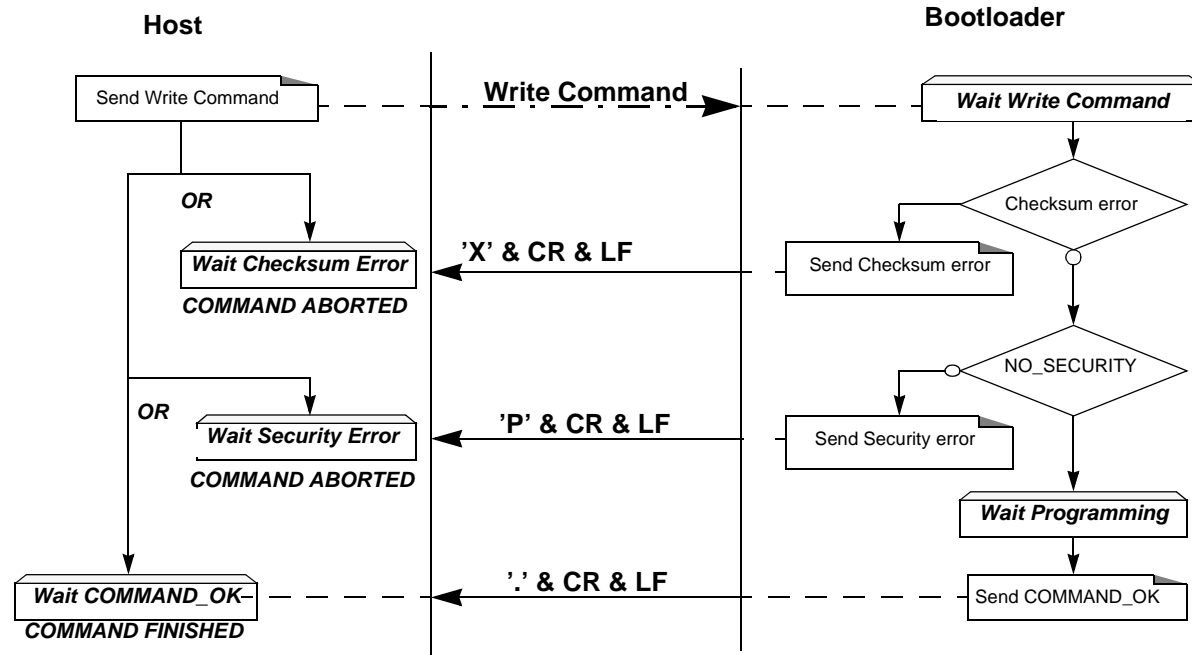 Host
Bootloader
Send Write Command
Write Command
Wait Write Command
OR
Checksum error
Wait Checksum Error
'X' & CR & LF
Send Checksum error
COMMAND ABORTED
NO_SECURITY
OR
Wait Security Error
'P' & CR & LF
Send Security error
COMMAND ABORTED
Wait Programming
Wait COMMAND_OK
'.' & CR & LF
Send COMMAND_OK
COMMAND FINISHED